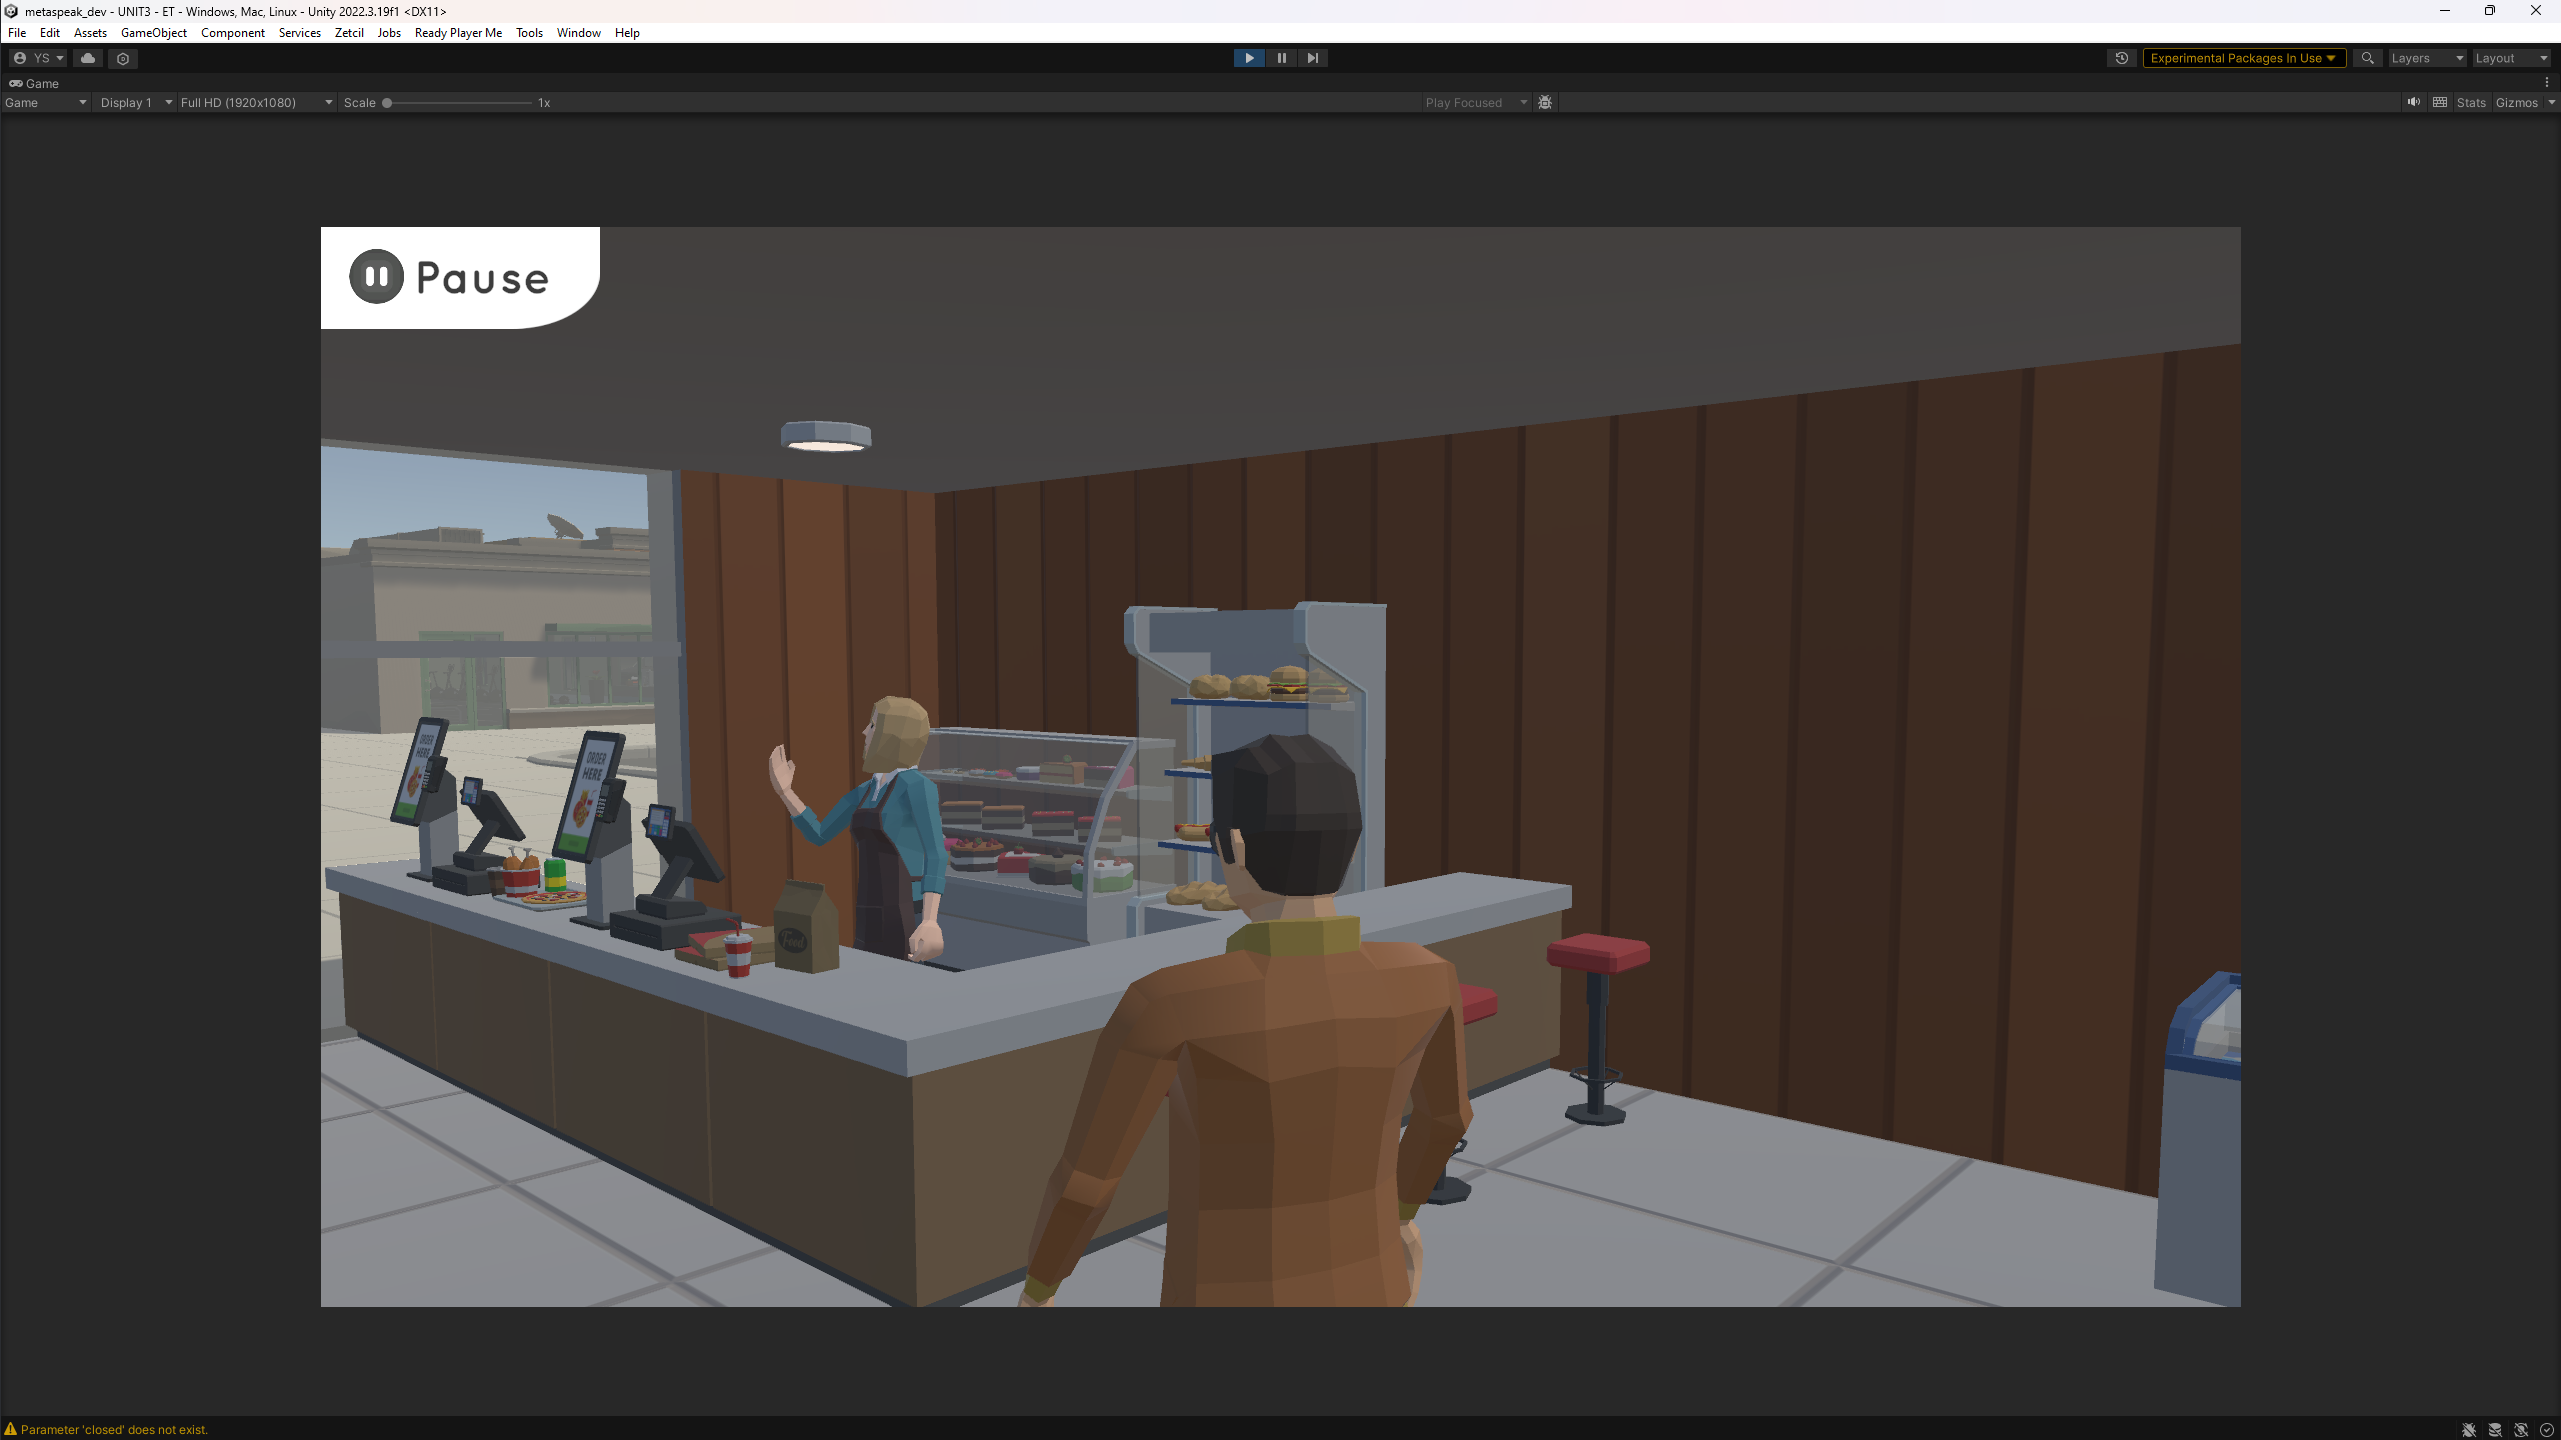 metaspeak_dev - UNIT3 - ET - Windows, Mac, Linux - Unity 2022.3.19f1 <DX11>
File Edit Assets GameObject Component Services Zetcil Jobs Ready Player Me Tools Window Help
YS Experimental Packages In Use Layers Layout
Game
Game Display 1 Full HD (1920x1080) Scale 1x Play Focused Stats Gizmos
Pause
ORDER
HERE
ORDER
HERE
Food
Parameter 'closed' does not exist.